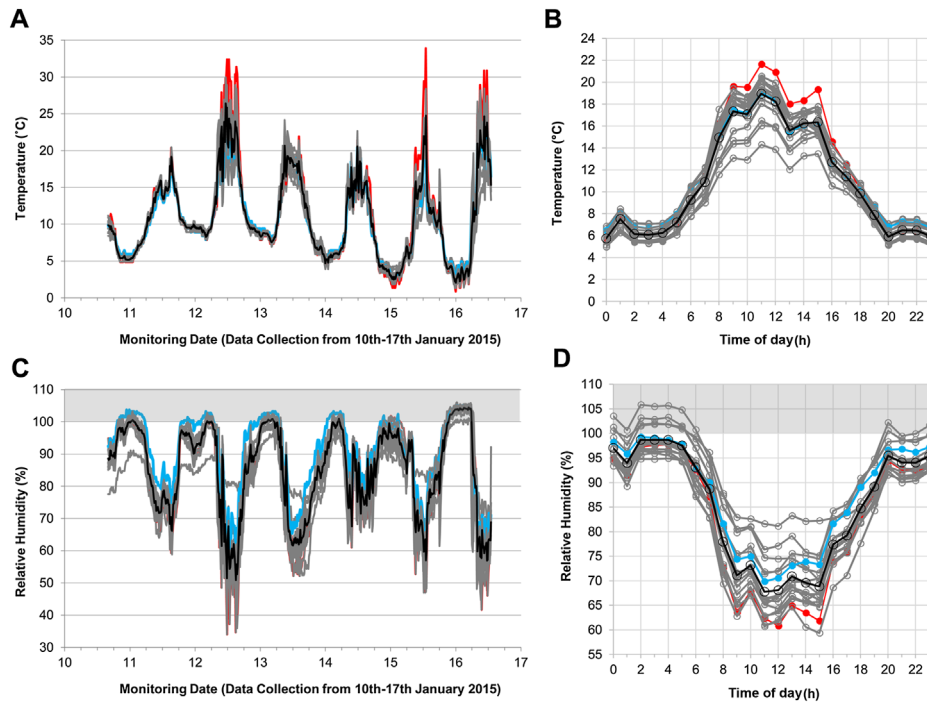 A
35
30
25
20
15
10
5
0
Temperature (°C)
10 11 12 13 14 15 16 17
Monitoring Date (Data Collection from 10th-17th January 2015)
B
24
22
20
18
16
14
12
10
8
6
4
2
0
Temperature (°C)
0 2 4 6 8 10 12 14 16 18 20 22
Time of day(h)
C
110
100
90
80
70
60
50
40
30
Relative Humidity (%)
10 11 12 13 14 15 16 17
Monitoring Date (Data Collection from 10th-17th January 2015)
D
110
105
100
95
90
85
80
75
70
65
60
55
Relative Humidity (%)
0 2 4 6 8 10 12 14 16 18 20 22
Time of day(h)